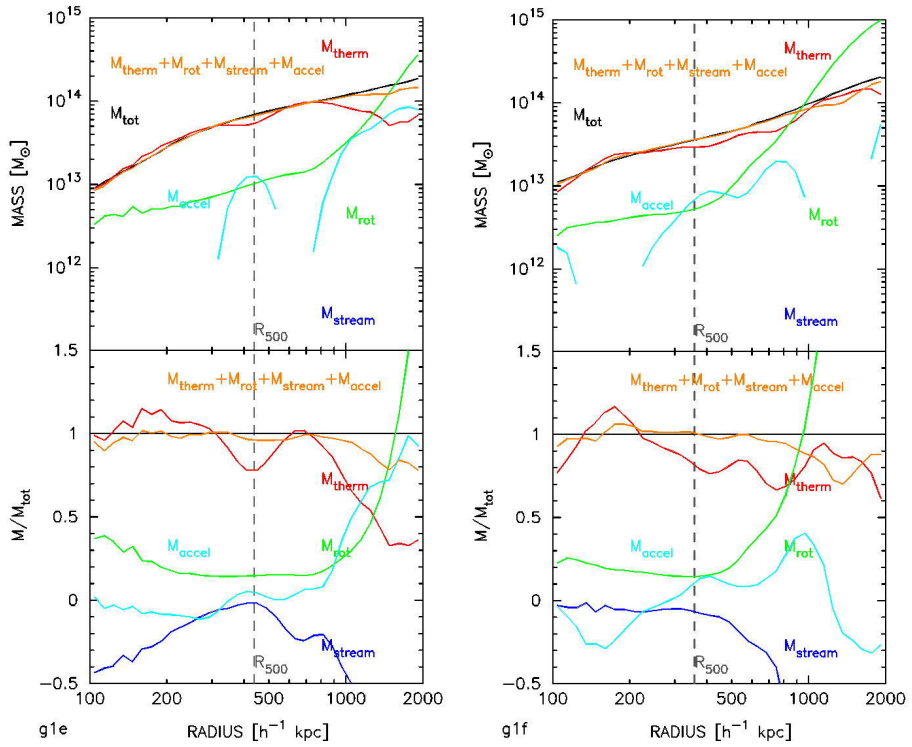 10^15
M_therm
M_therm+M_rot+M_stream+M_accel
10^14
M_tot
MASS [M_⊙]
10^13
M_accel
M_rot
10^12
M_stream
R_500
1.5
M_therm+M_rot+M_stream+M_accel
1
M_therm
M/M_tot
0.5
M_accel
M_rot
0
M_stream
R_500
−0.5
100 200 500 1000 2000
g1e
RADIUS [h^−1 kpc]
10^15
M_therm
M_therm+M_rot+M_stream+M_accel
10^14
M_tot
MASS [M_⊙]
10^13
M_accel
M_rot
10^12
M_stream
R_500
1.5
M_therm+M_rot+M_stream+M_accel
1
M_therm
M/M_tot
0.5
M_accel
M_rot
0
M_stream
R_500
−0.5
100 200 500 1000 2000
g1f
RADIUS [h^−1 kpc]